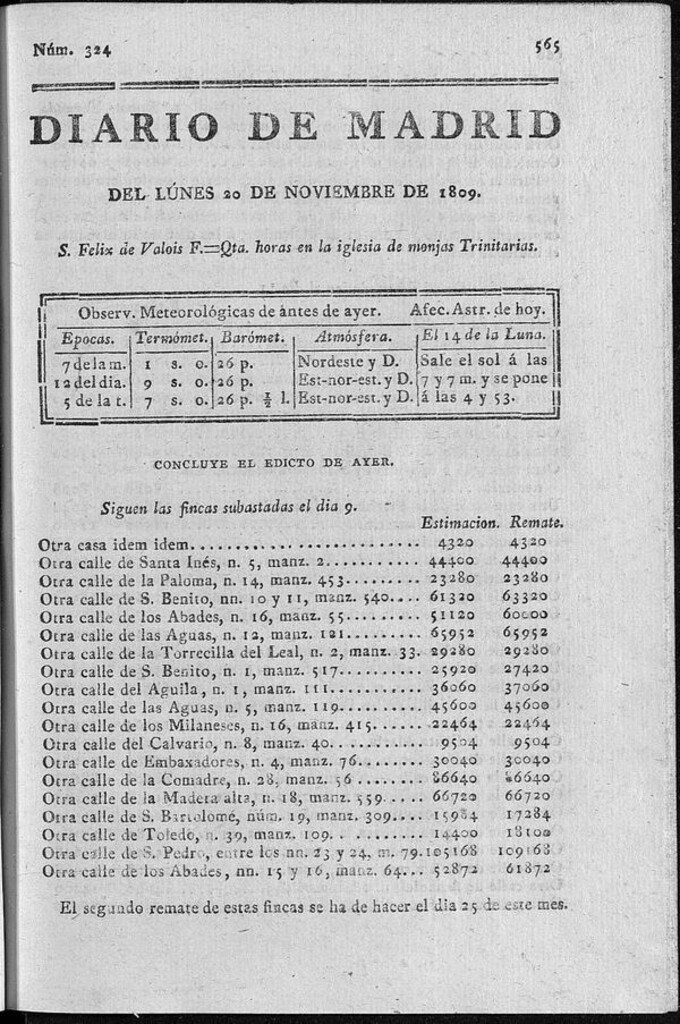 Núm. 324 565
DIARIO DE MADRID
DEL LÚNES 20 DE NOVIEMBRE DE 1809.
S. Felix de Valois F.=Qta. horas en la iglesia de monjas Trinitarias.
Observ. Meteorológicas de ántes de ayer. Afec. Astr. de hoy.
Epocas. Termómet. Barómet. Atmósfera. El 14 de la Luna.
7 de la m. 1 s. o. 26 p. Nordeste y D. Sale el sol á las
12 del dia. 9 s. o. 26 p. Est-nor-est. y D. 7 y 7 m. y se pone
5 de la t. 7 s. o. 26 p. ½ l. Est-nor-est. y D. á las 4 y 53.
CONCLUYE EL EDICTO DE AYER.
Siguen las fincas subastadas el dia 9.
Estimacion. Remate.
Otra casa idem idem.......................... 4320 4320
Otra calle de Santa Inés, n. 5, manz. 2........... 44400 44400
Otra calle de la Paloma, n. 14, manz. 453......... 23280 23280
Otra calle de S. Benito, nn. 10 y 11, manz. 540.... 61320 63320
Otra calle de los Abades, n. 16, manz. 55......... 51120 60000
Otra calle de las Aguas, n. 12, manz. 121......... 65952 65952
Otra calle de la Torrecilla del Leal, n. 2, manz. 33. 29280 29280
Otra calle de S. Benito, n. 1, manz. 517.......... 25920 27420
Otra calle del Aguila, n. 1, manz. 111........... 36060 37060
Otra calle de las Aguas, n. 5, manz. 119.......... 45600 45600
Otra calle de los Milaneses, n. 16, manz. 415...... 22464 22464
Otra calle del Calvario, n. 8, manz. 40........... 9504 9504
Otra calle de Embaxadores, n. 4, manz. 76........ 30040 30040
Otra calle de la Comadre, n. 28, manz. 56........ 86640 86640
Otra calle de la Madera alta, n. 18, manz. 559..... 66720 66720
Otra calle de S. Bartolomé, núm. 19, manz. 309.... 15984 17284
Otra calle de Toledo, n. 39, manz. 109........... 14400 18100
Otra calle de S. Pedro, entre los nn. 23 y 24, m. 79. 105168 109168
Otra calle de los Abades, nn. 15 y 16, manz. 64... 52872 61872
El segundo remate de estas fincas se ha de hacer el dia 25 de este mes.